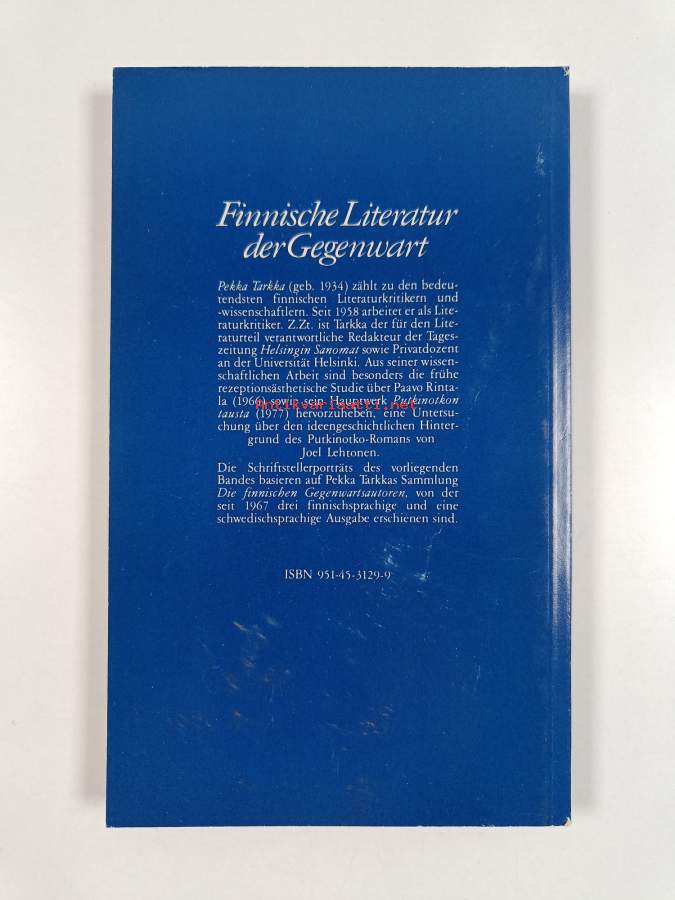 Finnische Literatur
der Gegenwart
Pekka Tarkka (geb. 1934) zählt zu den bedeu-
tendsten finnischen Literaturkritikern und
-wissenschaftlern. Seit 1958 arbeitet er als Lite-
raturkritiker. Z.Zt. ist Tarkka der für den Lite-
raturteil verantwortliche Redakteur der Tages-
zeitung Helsingin Sanomat sowie Privatdozent
an der Universität Helsinki. Aus seiner wissen-
schaftlichen Arbeit sind besonders die frühe
rezeptionsästhetische Studie über Paavo Rinta-
la (1966) sowie sein Hauptwerk Putkinotkon
Antikvariaatti.net
tausta (1977) hervorzuheben, eine Untersu-
chung über den ideengeschichtlichen Hinter-
grund des Putkinotko-Romans von
Joel Lehtonen.
Die Schriftstellerporträts des vorliegenden
Bandes basieren auf Pekka Tarkkas Sammlung
Die finnischen Gegenwartsautoren, von der
seit 1967 drei finnischsprachige und eine
schwedischsprachige Ausgabe erschienen sind.
ISBN 951-45-3129-9